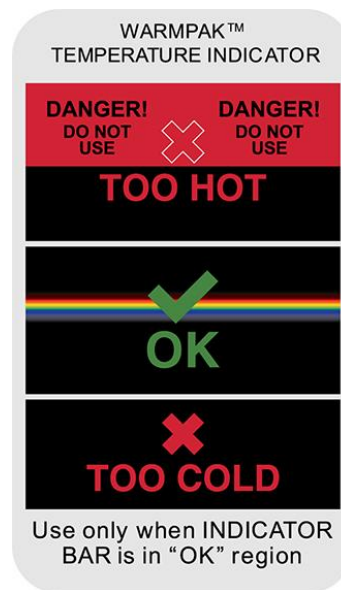 WARMPAK™
TEMPERATURE INDICATOR
DANGER! DANGER!
DO NOT DO NOT
USE USE
TOO HOT
OK
TOO COLD
Use only when INDICATOR
BAR is in “OK” region